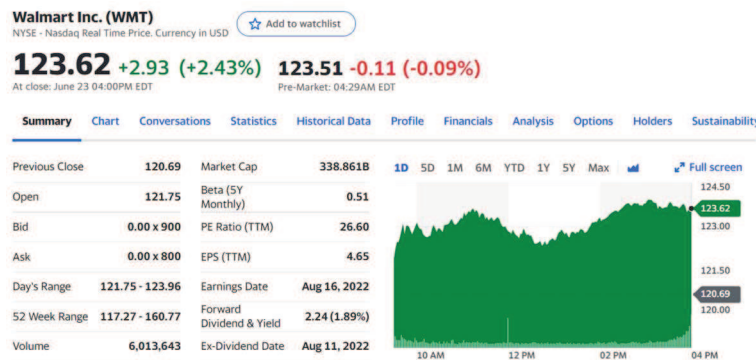 Walmart Inc. (WMT)
NYSE - Nasdaq Real Time Price. Currency in USD
Add to watchlist
123.62 +2.93 (+2.43%) 123.51 -0.11 (-0.09%)
At close: June 23 04:00PM EDT Pre-Market: 04:29AM EDT
Summary Chart Conversations Statistics Historical Data Profile Financials Analysis Options Holders Sustainability
Previous Close 120.69
Open 121.75
Bid 0.00 x 900
Ask 0.00 x 800
Day's Range 121.75 - 123.96
52 Week Range 117.27 - 160.77
Volume 6,013,643
Market Cap 338.861B
Beta (5Y
Monthly) 0.51
PE Ratio (TTM) 26.60
EPS (TTM) 4.65
Earnings Date Aug 16, 2022
Forward
Dividend & Yield 2.24 (1.89%)
Ex-Dividend Date Aug 11, 2022
1D 5D 1M 6M YTD 1Y 5Y Max Full screen
124.50
123.62
123.00
121.50
120.69
120.00
10 AM 12 PM 02 PM 04 PM